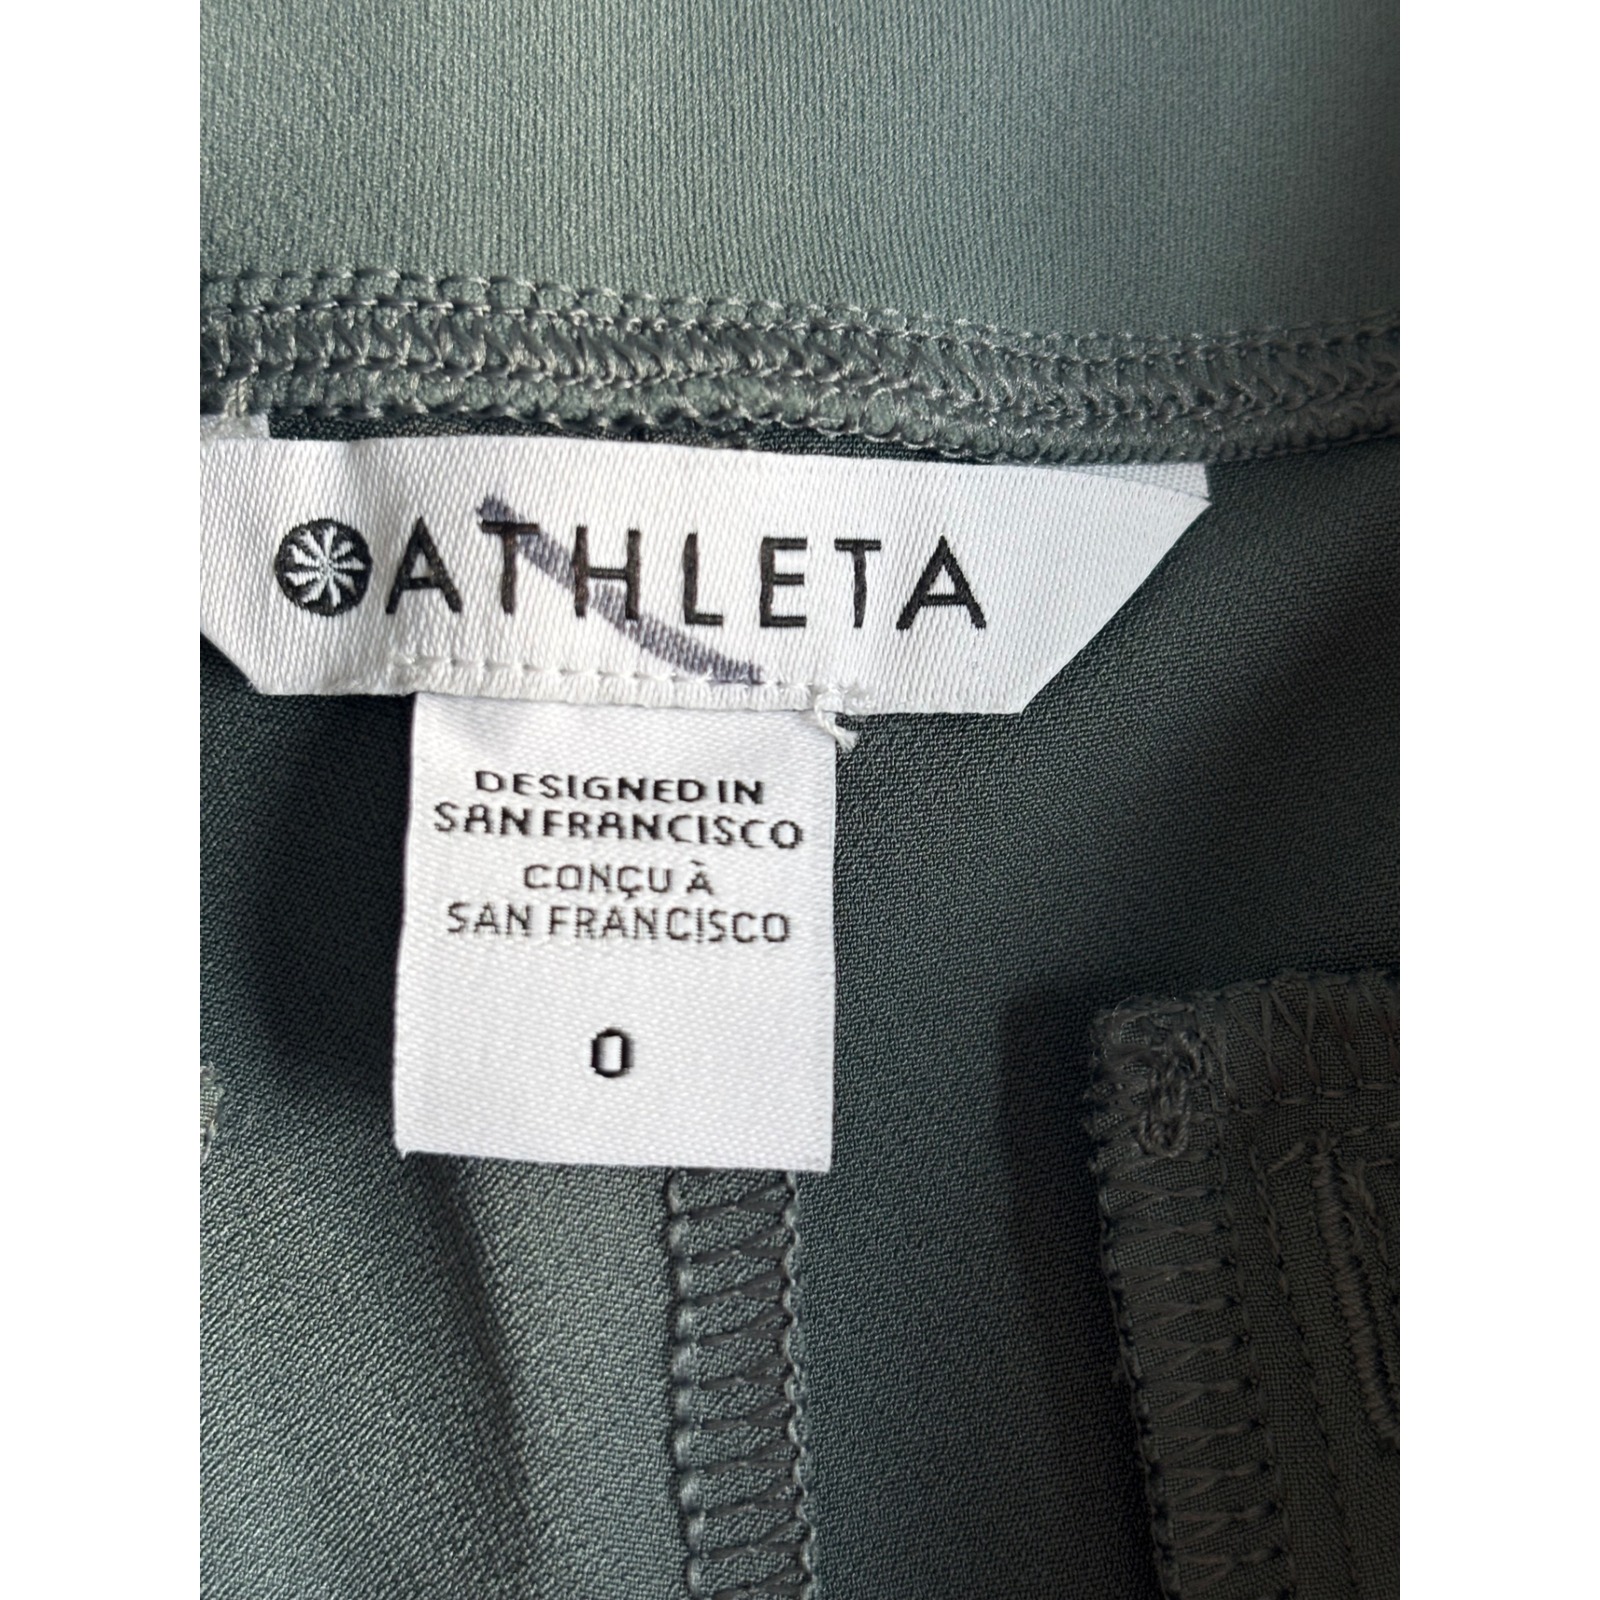 ATHLETA
DESIGNED IN
SAN FRANCISCO
CONÇU À
SAN FRANCISCO
0